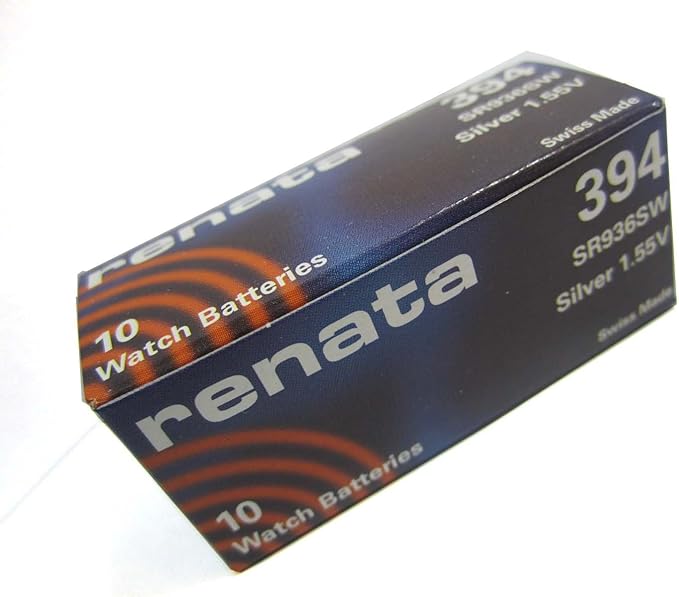 renata
10
Watch Batteries
394
SR936SW
Silver 1.55V
Swiss Made
renata
10
Watch Batteries
394
SR936SW
Silver 1.55V
Swiss Made